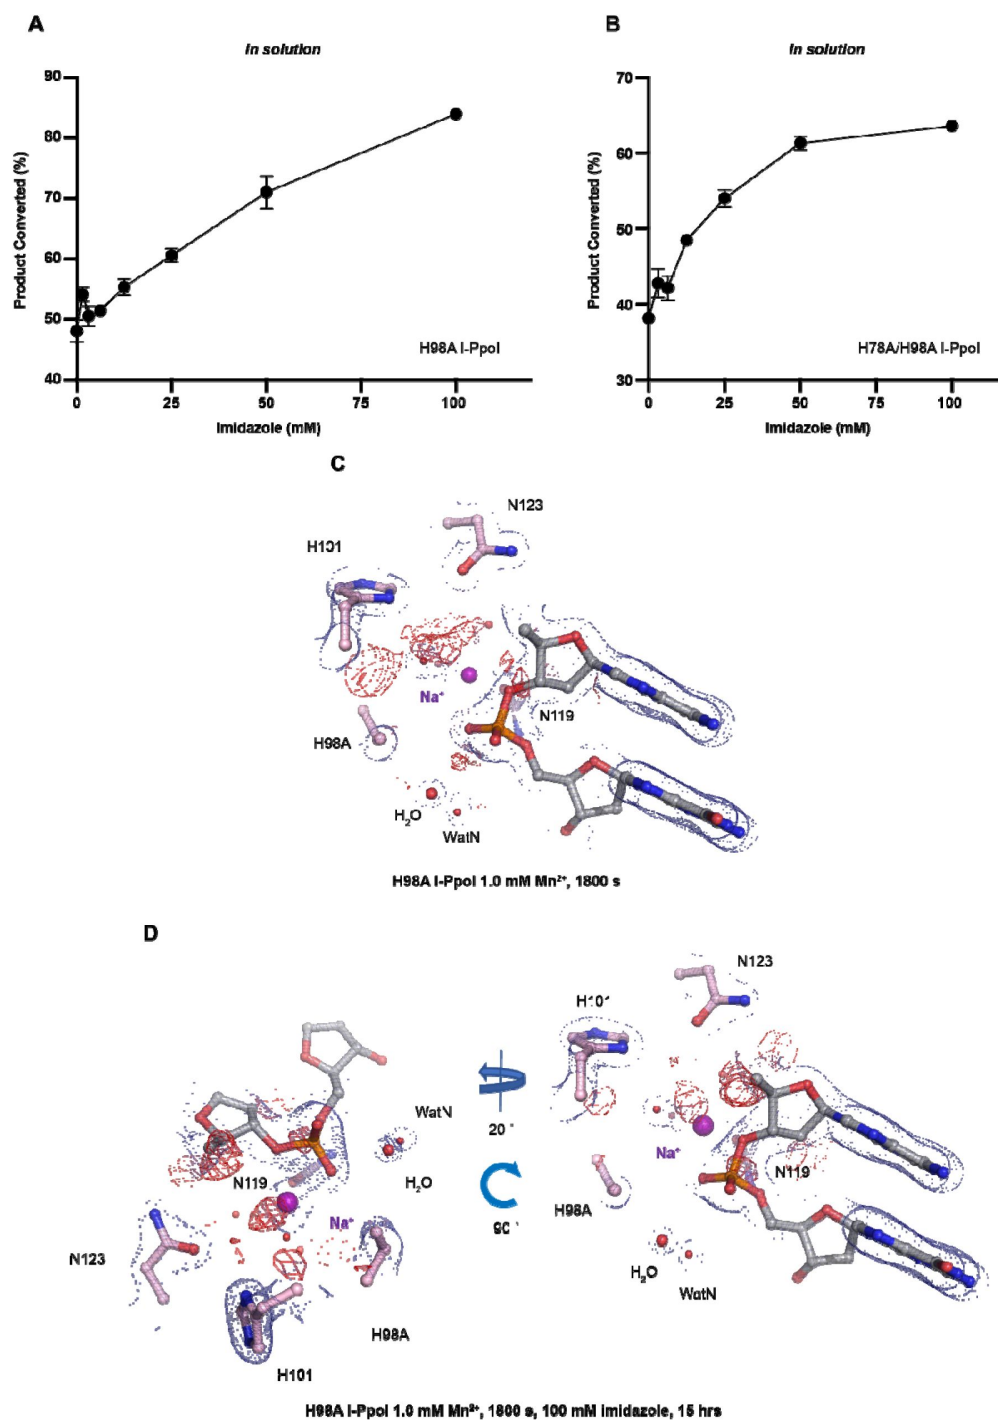 A
In solution
90
80
70
60
50
40
Product Converted (%)
0
25
50
75
100
Imidazole (mM)
H98A I-PpoI
B
In solution
70
60
50
40
30
Product Converted (%)
0
25
50
75
100
Imidazole (mM)
H78A/H98A I-PpoI
C
N123
H101
Na⁺
N119
H98A
H₂O
WatN
H98A I-PpoI 1.0 mM Mn²⁺, 1800 s
D
WatN
H₂O
N119
Na⁺
N123
H98A
H101
20 °
90 °
N123
H101
Na⁺
N119
H98A
H₂O
WatN
H98A I-PpoI 1.0 mM Mn²⁺, 1800 s, 100 mM imidazole, 15 hrs